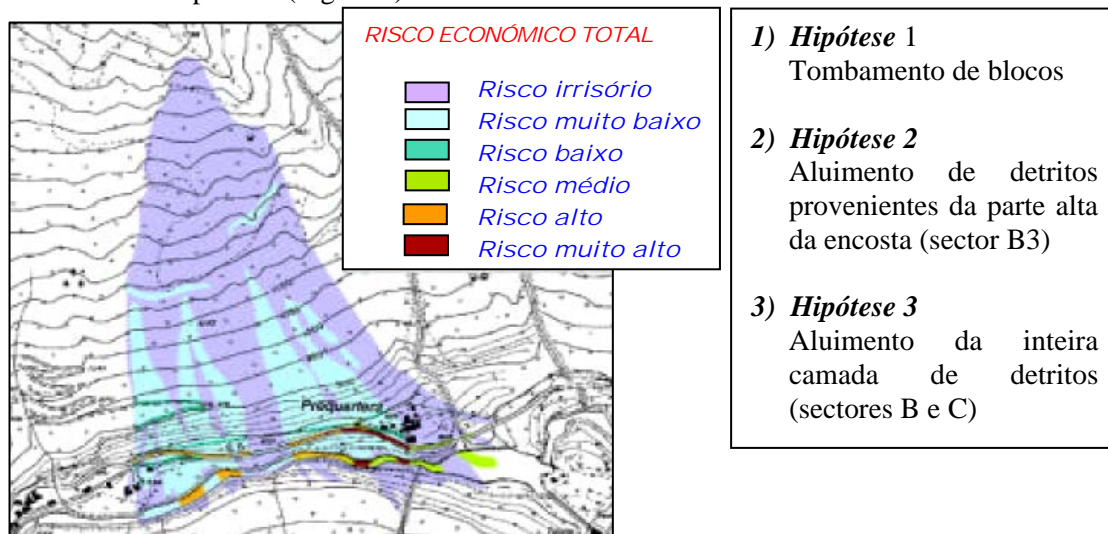 RISCO ECONÓMICO TOTAL
Risco irrisório
Risco muito baixo
Risco baixo
Risco médio
Risco alto
Risco muito alto
1) Hipótese 1
Tombamento de blocos
2) Hipótese 2
Aluimento de detritos
provenientes da parte alta
da encosta (sector B3)
3) Hipótese 3
Aluimento da inteira
camada de detritos
(sectores B e C)